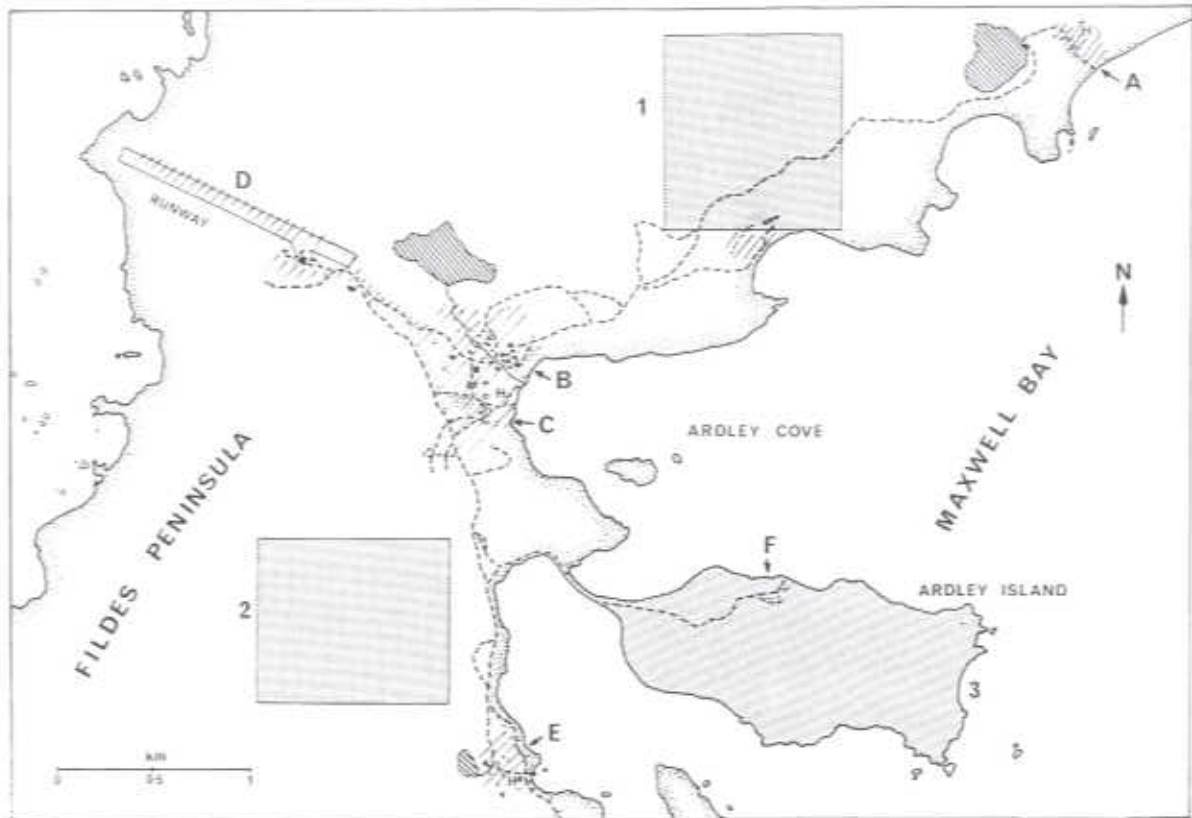 1
A
D
RUNWAY
N
B
H
C
ARDLEY COVE
MAXWELL BAY
FILDES PENINSULA
F
ARDLEY ISLAND
2
3
E
H
km
0 0·5 1